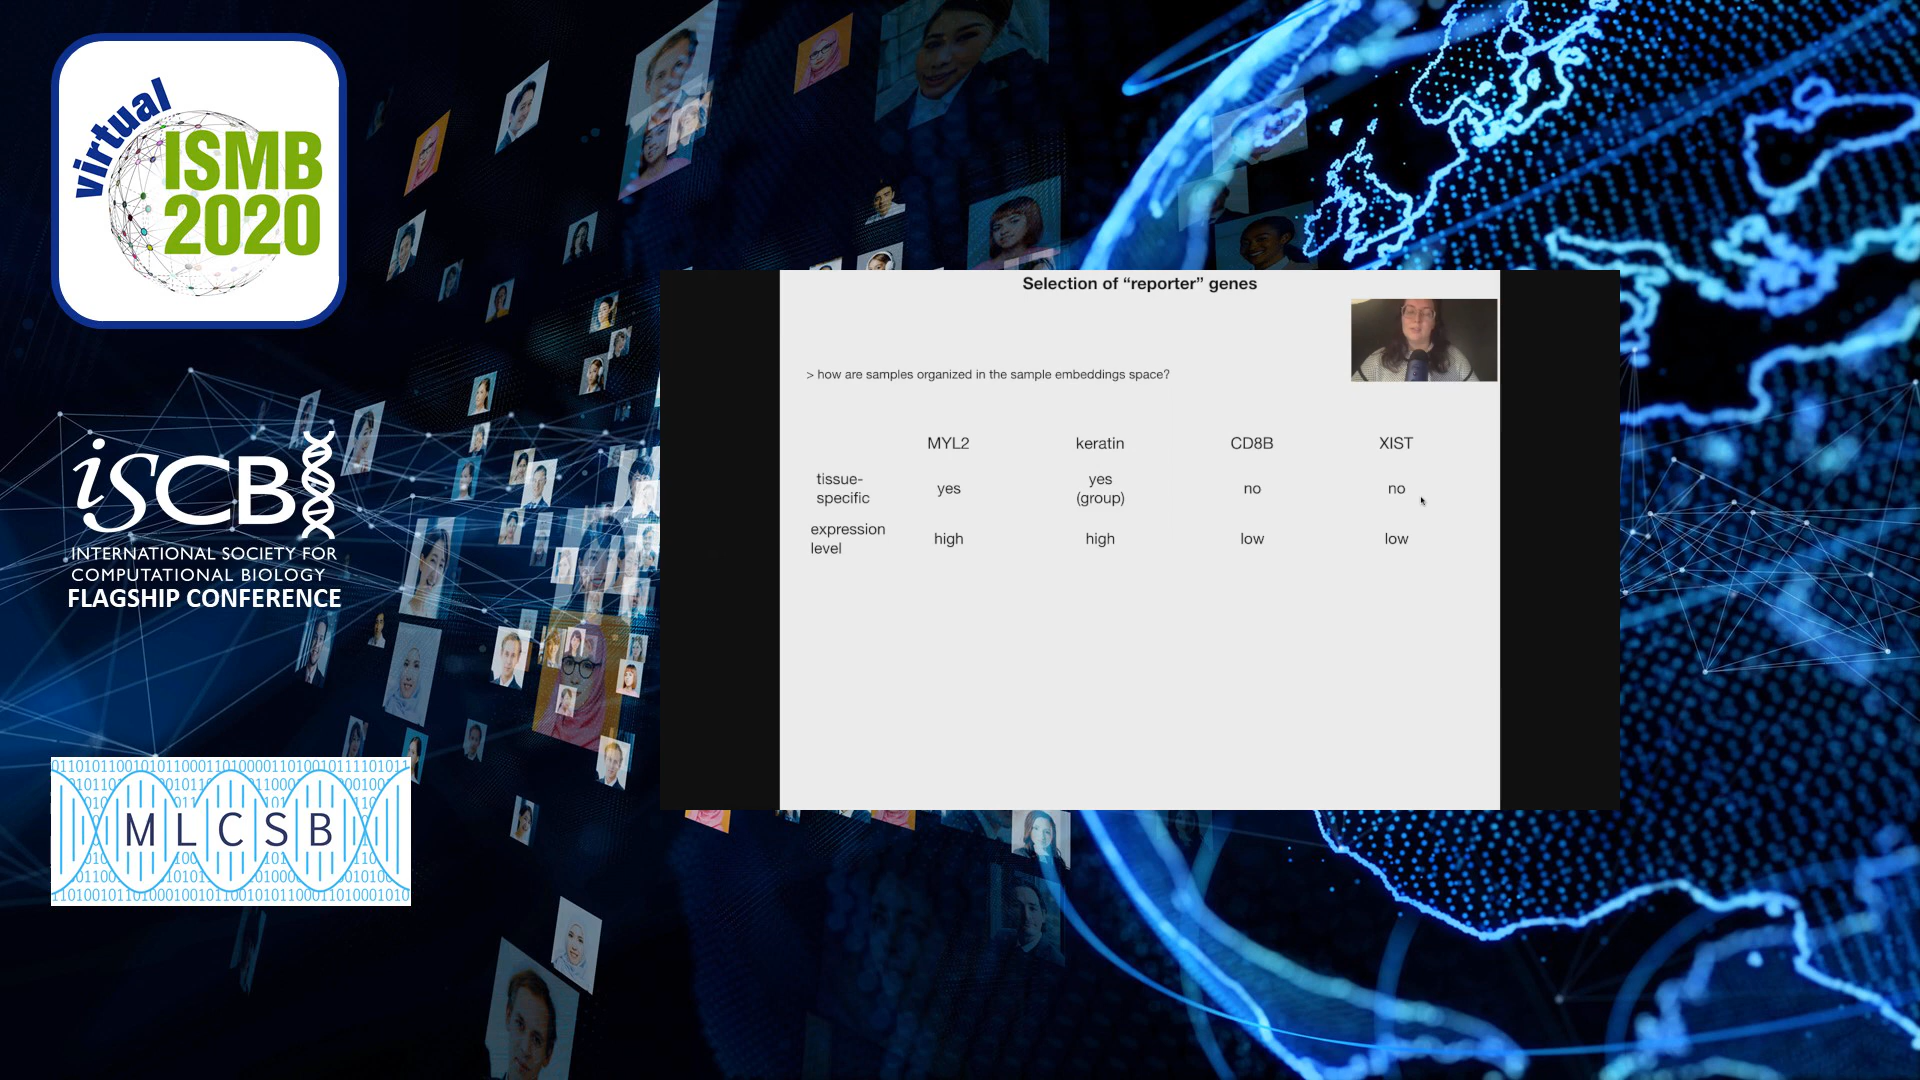 virtual
ISMB
2020
iSCB
INTERNATIONAL SOCIETY FOR
COMPUTATIONAL BIOLOGY
FLAGSHIP CONFERENCE
MLCSB
Selection of “reporter” genes
> how are samples organized in the sample embeddings space?
MYL2 keratin CD8B XIST
tissue-
specific yes yes
(group) no no
expression
level high high low low